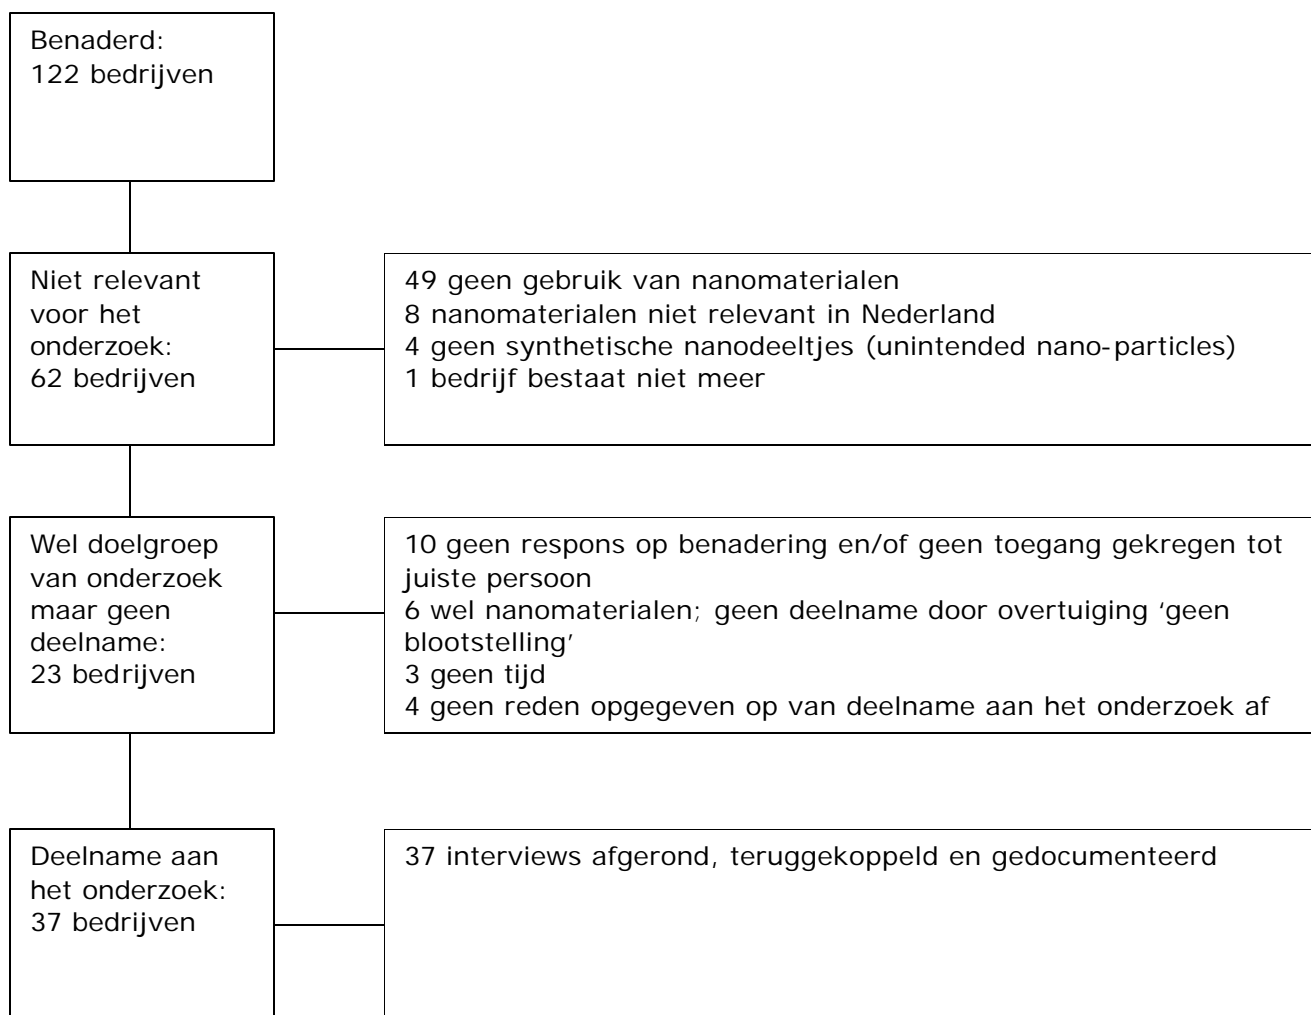 Benaderd:
122 bedrijven
Niet relevant
voor het
onderzoek:
62 bedrijven
49 geen gebruik van nanomaterialen
8 nanomaterialen niet relevant in Nederland
4 geen synthetische nanodeeltjes (unintended nano-particles)
1 bedrijf bestaat niet meer
Wel doelgroep
van onderzoek
maar geen
deelname:
23 bedrijven
10 geen respons op benadering en/of geen toegang gekregen tot
juiste persoon
6 wel nanomaterialen; geen deelname door overtuiging ‘geen
blootstelling’
3 geen tijd
4 geen reden opgegeven op van deelname aan het onderzoek af
Deelname aan
het onderzoek:
37 bedrijven
37 interviews afgerond, teruggekoppeld en gedocumenteerd